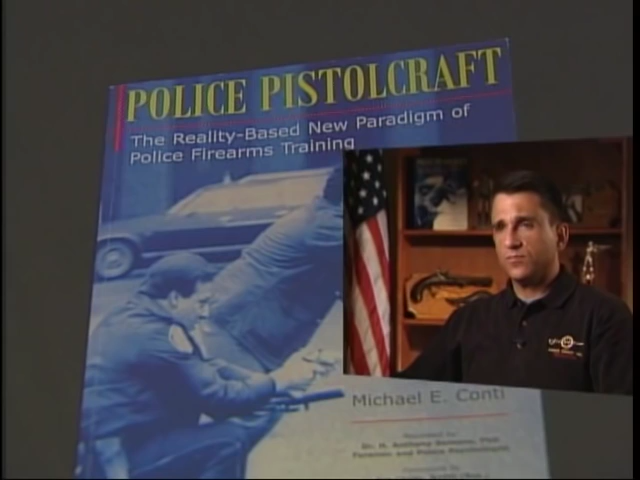 POLICE PISTOLCRAFT
The Reality-Based New Paradigm of
Police Firearms Training
Michael E. Conti